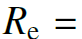 Rₑ =